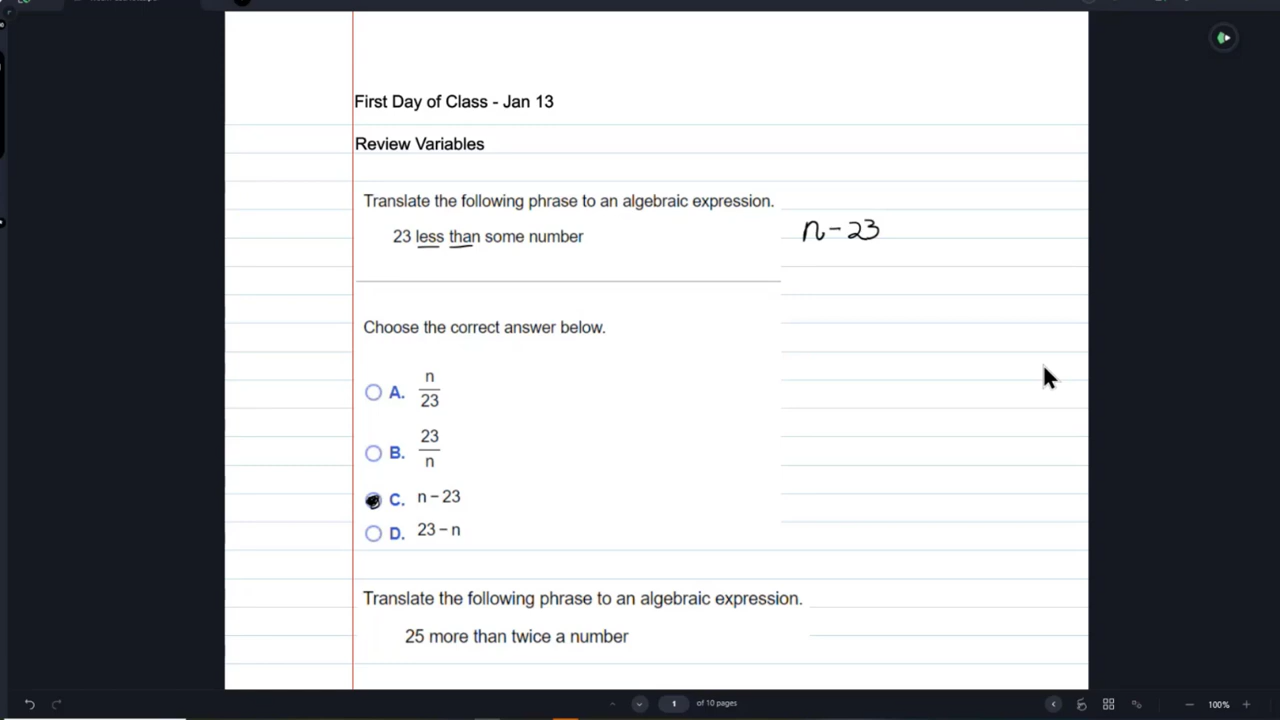 First Day of Class - Jan 13
Review Variables
Translate the following phrase to an algebraic expression.
23 less than some number
n-23
Choose the correct answer below.
A. n
23
B. 23
n
C. n − 23
D. 23 − n
Translate the following phrase to an algebraic expression.
25 more than twice a number
1 of 10 pages
100%